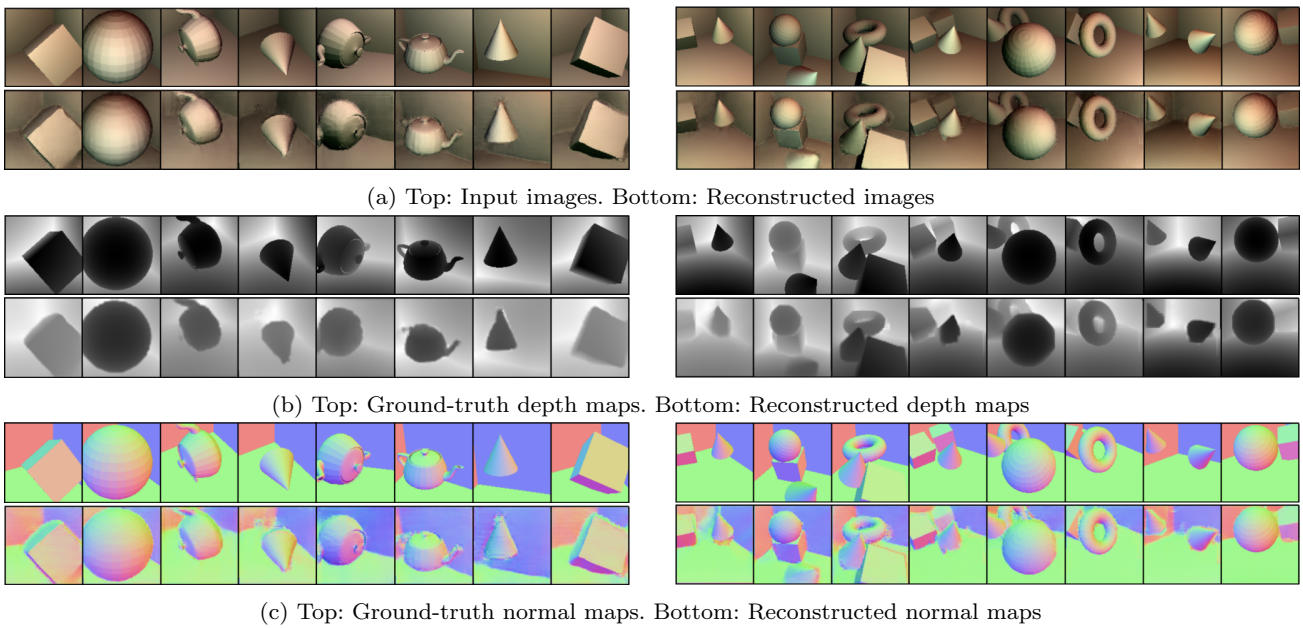 (a) Top: Input images. Bottom: Reconstructed images
(b) Top: Ground-truth depth maps. Bottom: Reconstructed depth maps
(c) Top: Ground-truth normal maps. Bottom: Reconstructed normal maps